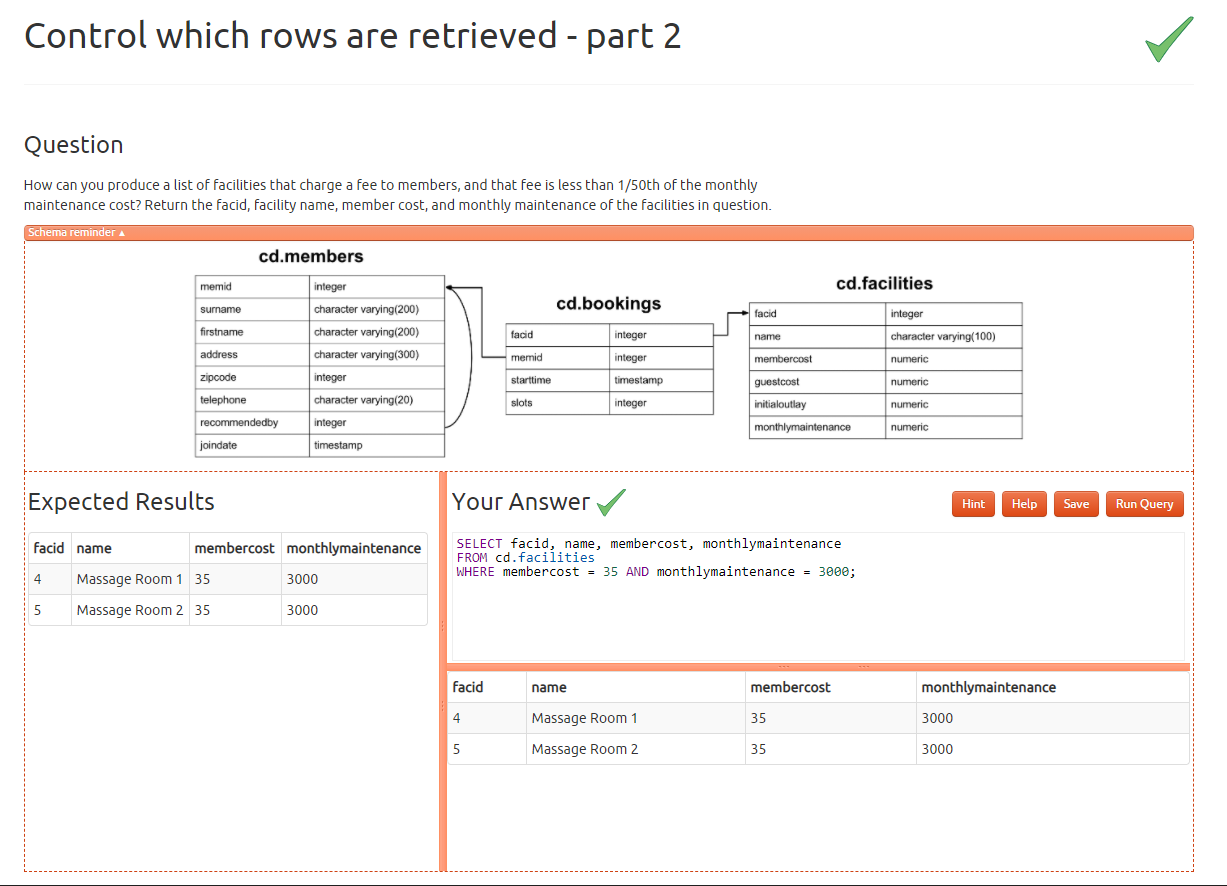 Control which rows are retrieved - part 2
Question
How can you produce a list of facilities that charge a fee to members, and that fee is less than 1/50th of the monthly
maintenance cost? Return the facid, facility name, member cost, and monthly maintenance of the facilities in question.
Schema reminder ▴
cd.members
memid integer
surname character varying(200)
firstname character varying(200)
address character varying(300)
zipcode integer
telephone character varying(20)
recommendedby integer
joindate timestamp
cd.bookings
facid integer
memid integer
starttime timestamp
slots integer
cd.facilities
facid integer
name character varying(100)
membercost numeric
guestcost numeric
initialoutlay numeric
monthlymaintenance numeric
Expected Results
facid name membercost monthlymaintenance
4 Massage Room 1 35 3000
5 Massage Room 2 35 3000
Your Answer
Hint Help Save Run Query
SELECT facid, name, membercost, monthlymaintenance
FROM cd.facilities
WHERE membercost = 35 AND monthlymaintenance = 3000;
facid name membercost monthlymaintenance
4 Massage Room 1 35 3000
5 Massage Room 2 35 3000